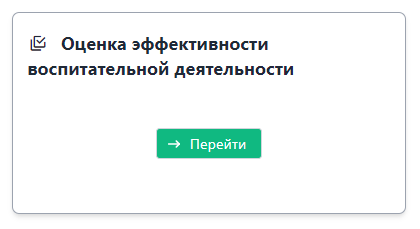 Оценка эффективности
воспитательной деятельности
Перейти